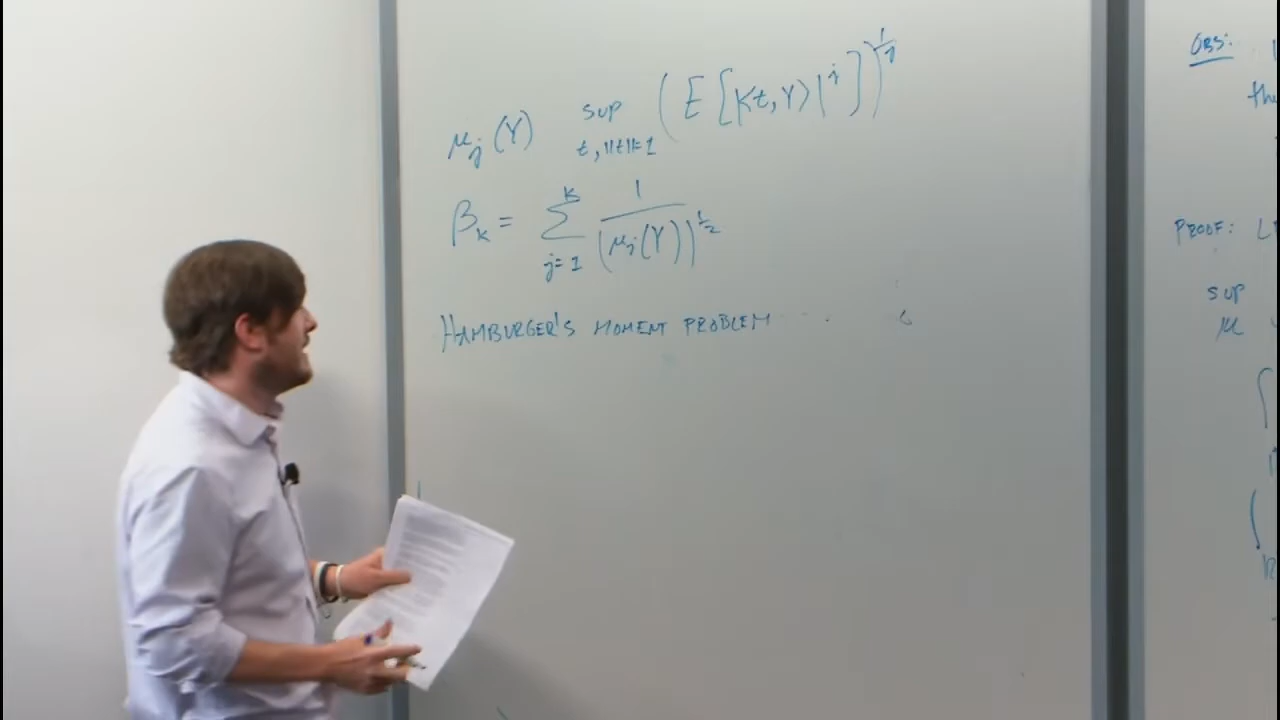 μ_j(Y) sup_{t,||t||=1} (E[|<t,Y>|^j])^{1/j}
β_k = Σ_{j=1}^{k} 1/(μ_j(Y))^{1/2}
HAMBURGER'S MOMENT PROBLEM
OBS:
PROOF:
SUP
μ